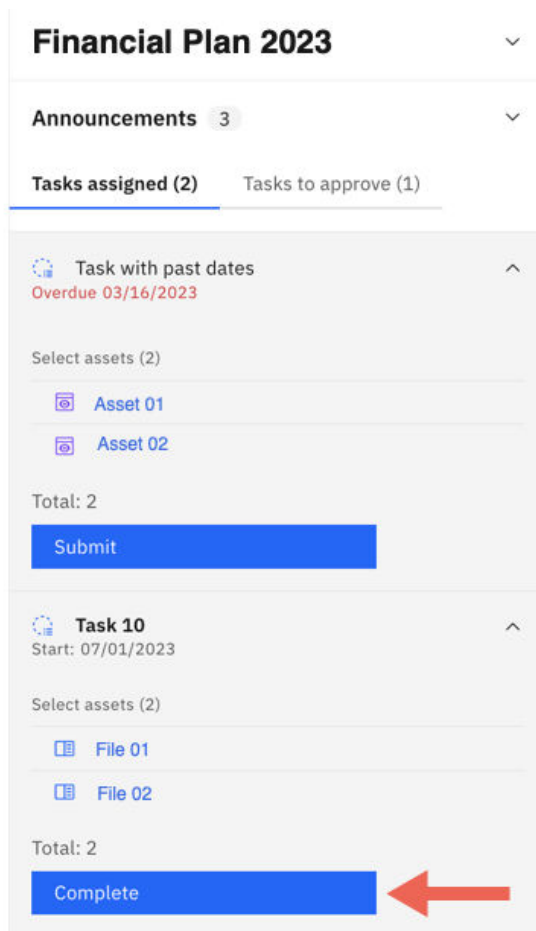 Financial Plan 2023
Announcements 3
Tasks assigned (2) Tasks to approve (1)
Task with past dates
Overdue 03/16/2023
Select assets (2)
Asset 01
Asset 02
Total: 2
Submit
Task 10
Start: 07/01/2023
Select assets (2)
File 01
File 02
Total: 2
Complete